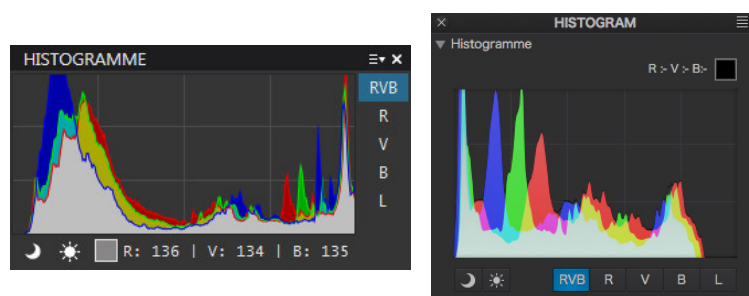 HISTOGRAMME
RVB
R
V
B
L
R: 136 | V: 134 | B: 135
HISTOGRAM
Histogramme
R :- V :- B:-
RVB R V B L